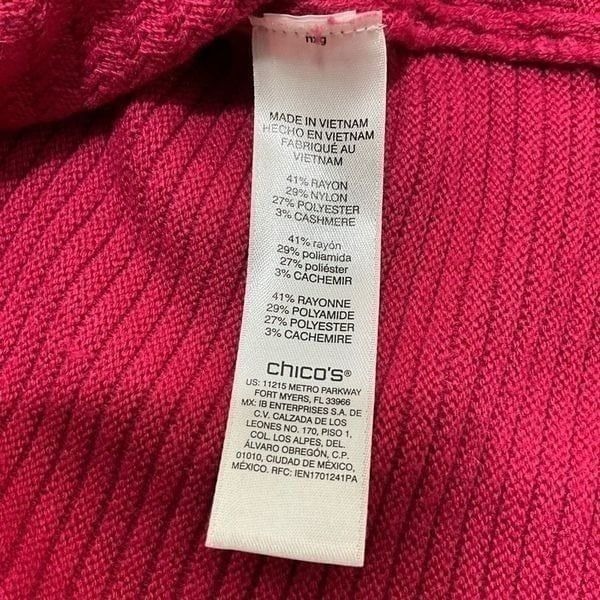 MADE IN VIETNAM
HECHO EN VIETNAM
FABRIQUÉ AU
VIETNAM
41% RAYON
29% NYLON
27% POLYESTER
3% CASHMERE
41% rayón
29% poliamida
27% poliéster
3% CACHEMIR
41% RAYONNE
29% POLYAMIDE
27% POLYESTER
3% CACHEMIRE
chico's®
US: 11215 METRO PARKWAY
FORT MYERS, FL 33966
MX: IB ENTERPRISES S.A. DE
C.V. CALZADA DE LOS
LEONES NO. 170, PISO 1,
COL. LOS ALPES, DEL.
ÁLVARO OBREGÓN, C.P.
01010, CIUDAD DE MÉXICO,
MÉXICO. RFC: IEN1701241PA